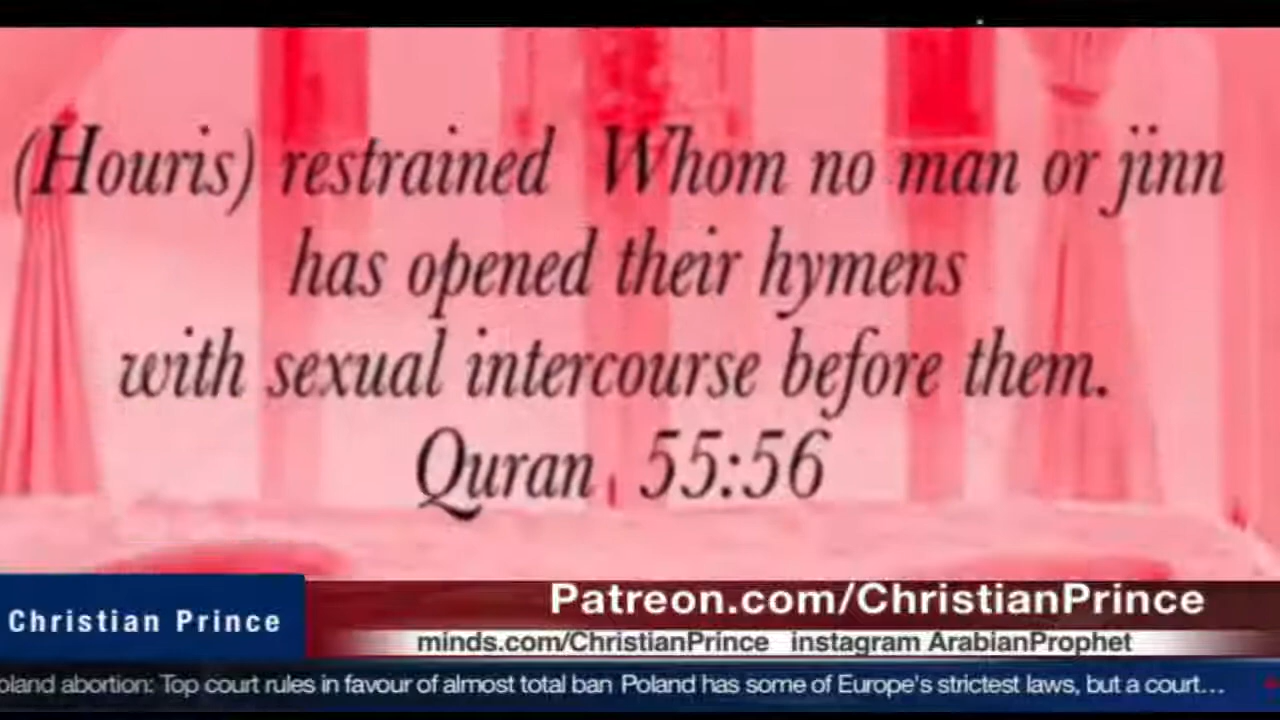 (Houris) restrained Whom no man or jinn
has opened their hymens
with sexual intercourse before them.
Quran 55:56
Christian Prince
Patreon.com/ChristianPrince
minds.com/ChristianPrince instagram ArabianProphet
oland abortion: Top court rules in favour of almost total ban Poland has some of Europe's strictest laws, but a court...